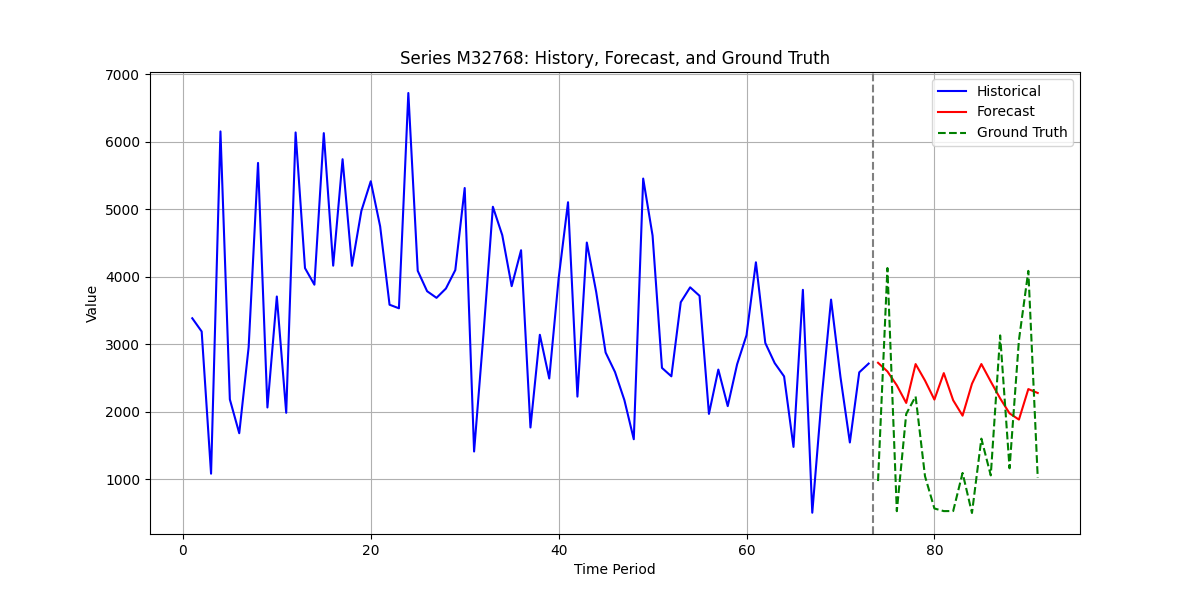 Series M32768: History, Forecast, and Ground Truth
7000
6000
5000
4000
3000
2000
1000
Value
0
20
40
60
80
Time Period
Historical
Forecast
Ground Truth